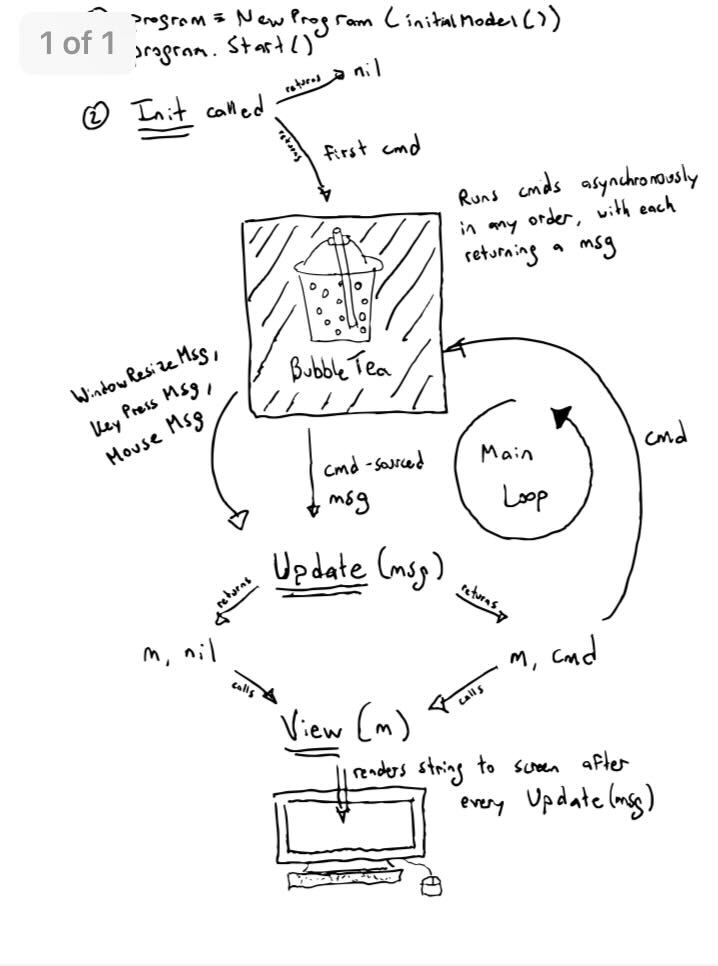 program = NewProgram (initialModel())
1 of 1
program. Start()
returns
nil
② Init called
returns
first cmd
Runs cmds asynchronously
in any order, with each
returning a msg
Bubble Tea
WindowResizeMsg,
Key Press Msg,
Mouse Msg
cmd-sourced
msg
Main
Loop
cmd
Update (msg)
returns
returns
m, nil
m, cmd
calls
calls
View (m)
renders string to screen after
every Update(msg)